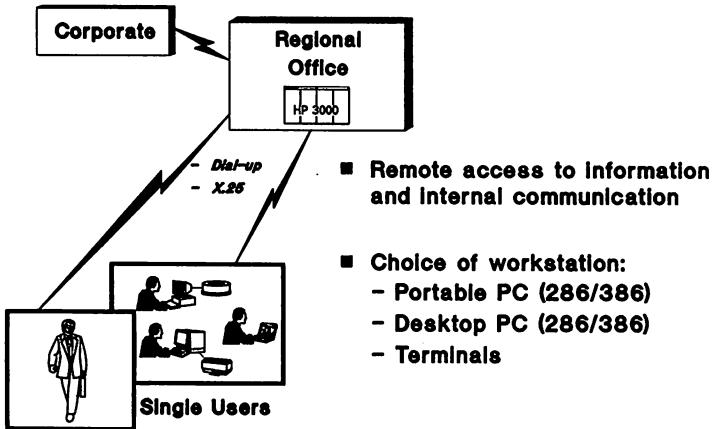 Corporate
Regional
Office
HP 3000
- Dial-up
- X.25
■ Remote access to information
and internal communication
■ Choice of workstation:
- Portable PC (286/386)
- Desktop PC (286/386)
- Terminals
Single Users